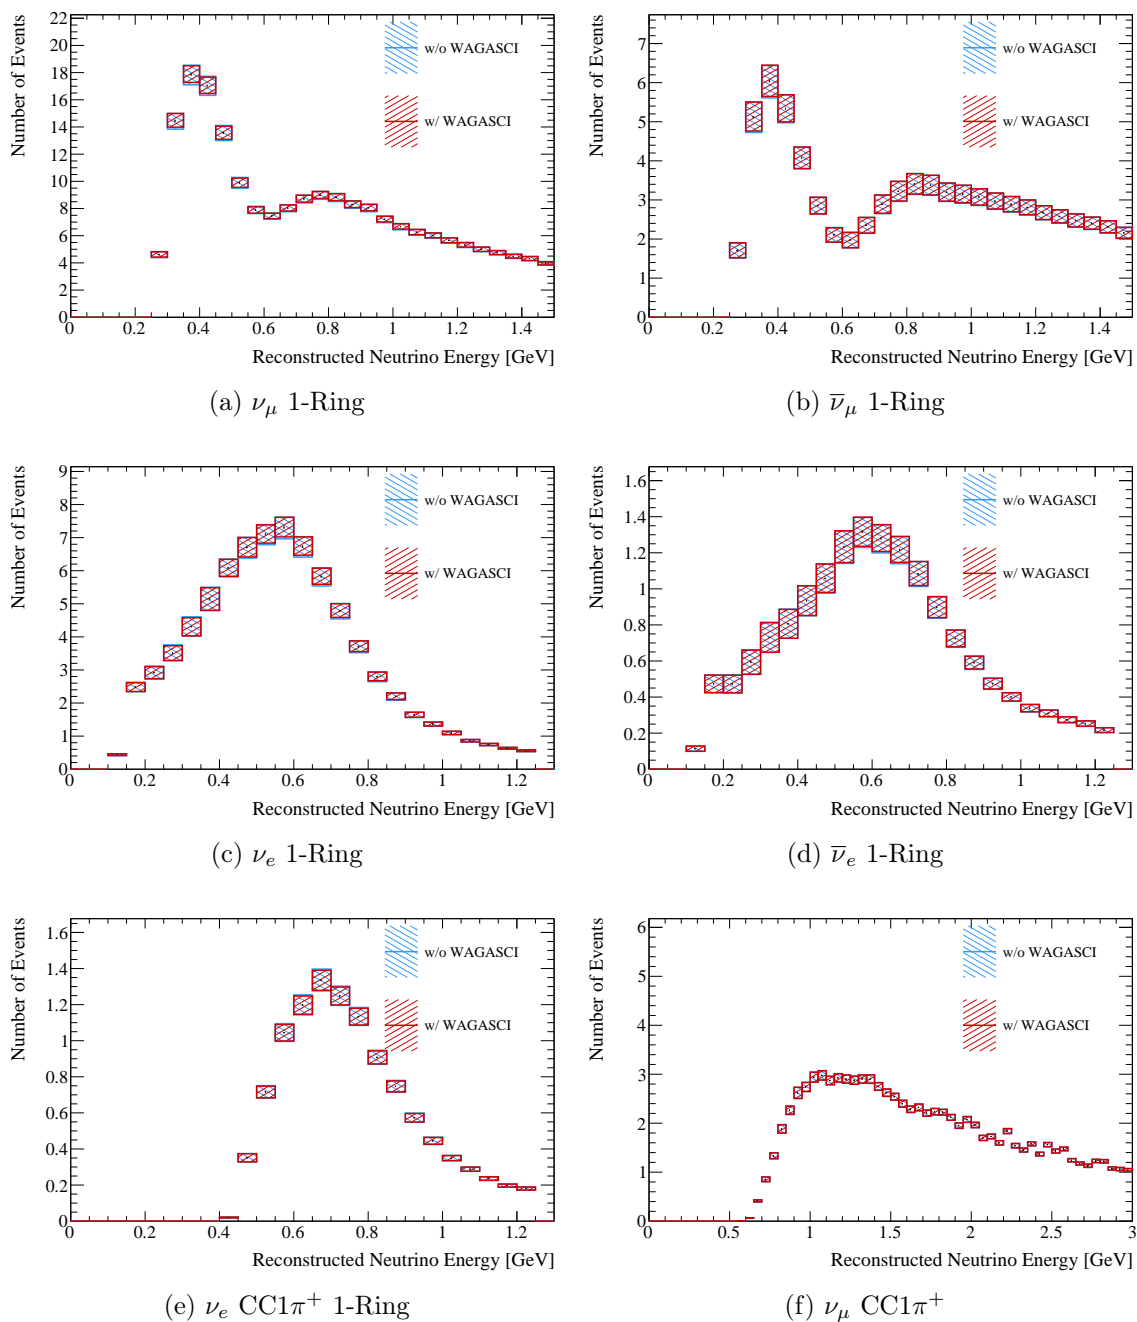 Number of Events
22
20
18
16
14
12
10
8
6
4
2
0
0 0.2 0.4 0.6 0.8 1 1.2 1.4
w/o WAGASCI
w/ WAGASCI
Reconstructed Neutrino Energy [GeV]
(a) ν_μ 1-Ring
Number of Events
7
6
5
4
3
2
1
0
0 0.2 0.4 0.6 0.8 1 1.2 1.4
w/o WAGASCI
w/ WAGASCI
Reconstructed Neutrino Energy [GeV]
(b) ν̅_μ 1-Ring
Number of Events
9
8
7
6
5
4
3
2
1
0
0 0.2 0.4 0.6 0.8 1 1.2
w/o WAGASCI
w/ WAGASCI
Reconstructed Neutrino Energy [GeV]
(c) ν_e 1-Ring
Number of Events
1.6
1.4
1.2
1
0.8
0.6
0.4
0.2
0
0 0.2 0.4 0.6 0.8 1 1.2
w/o WAGASCI
w/ WAGASCI
Reconstructed Neutrino Energy [GeV]
(d) ν̅_e 1-Ring
Number of Events
1.6
1.4
1.2
1
0.8
0.6
0.4
0.2
0
0 0.2 0.4 0.6 0.8 1 1.2
w/o WAGASCI
w/ WAGASCI
Reconstructed Neutrino Energy [GeV]
(e) ν_e CC1π⁺ 1-Ring
Number of Events
6
5
4
3
2
1
0
0 0.5 1 1.5 2 2.5 3
w/o WAGASCI
w/ WAGASCI
Reconstructed Neutrino Energy [GeV]
(f) ν_μ CC1π⁺